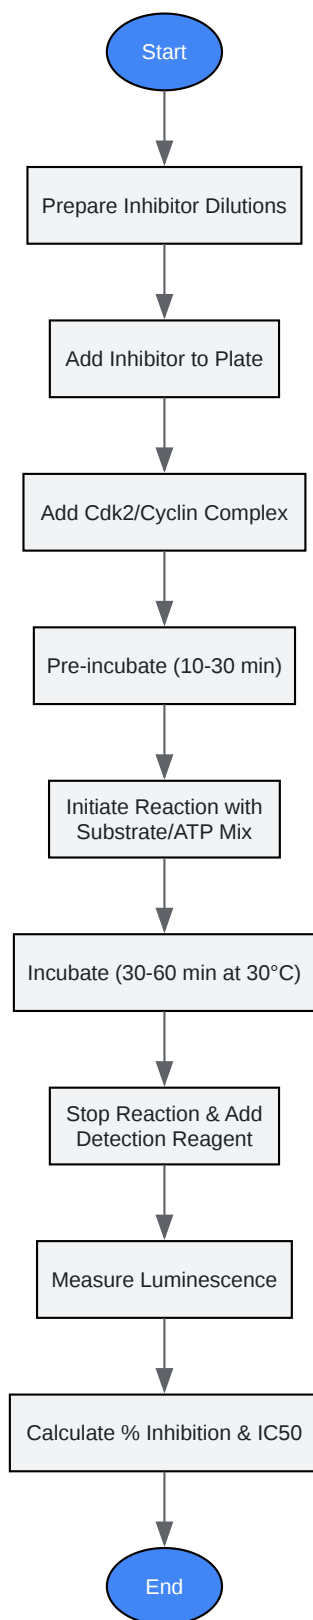 Start
Prepare Inhibitor Dilutions
Add Inhibitor to Plate
Add Cdk2/Cyclin Complex
Pre-incubate (10-30 min)
Initiate Reaction with
Substrate/ATP Mix
Incubate (30-60 min at 30°C)
Stop Reaction & Add
Detection Reagent
Measure Luminescence
Calculate % Inhibition & IC50
End